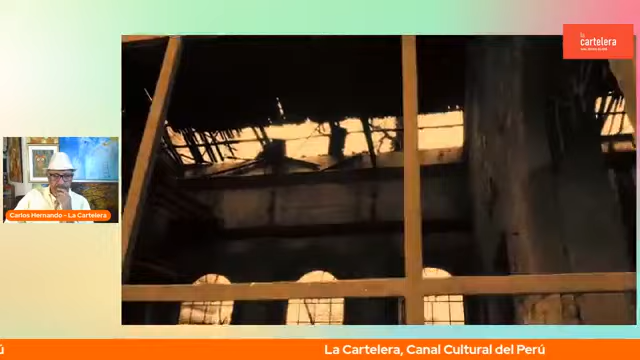 la
cartelera
Carlos Hernando - La Cartelera
ú
La Cartelera, Canal Cultural del Perú